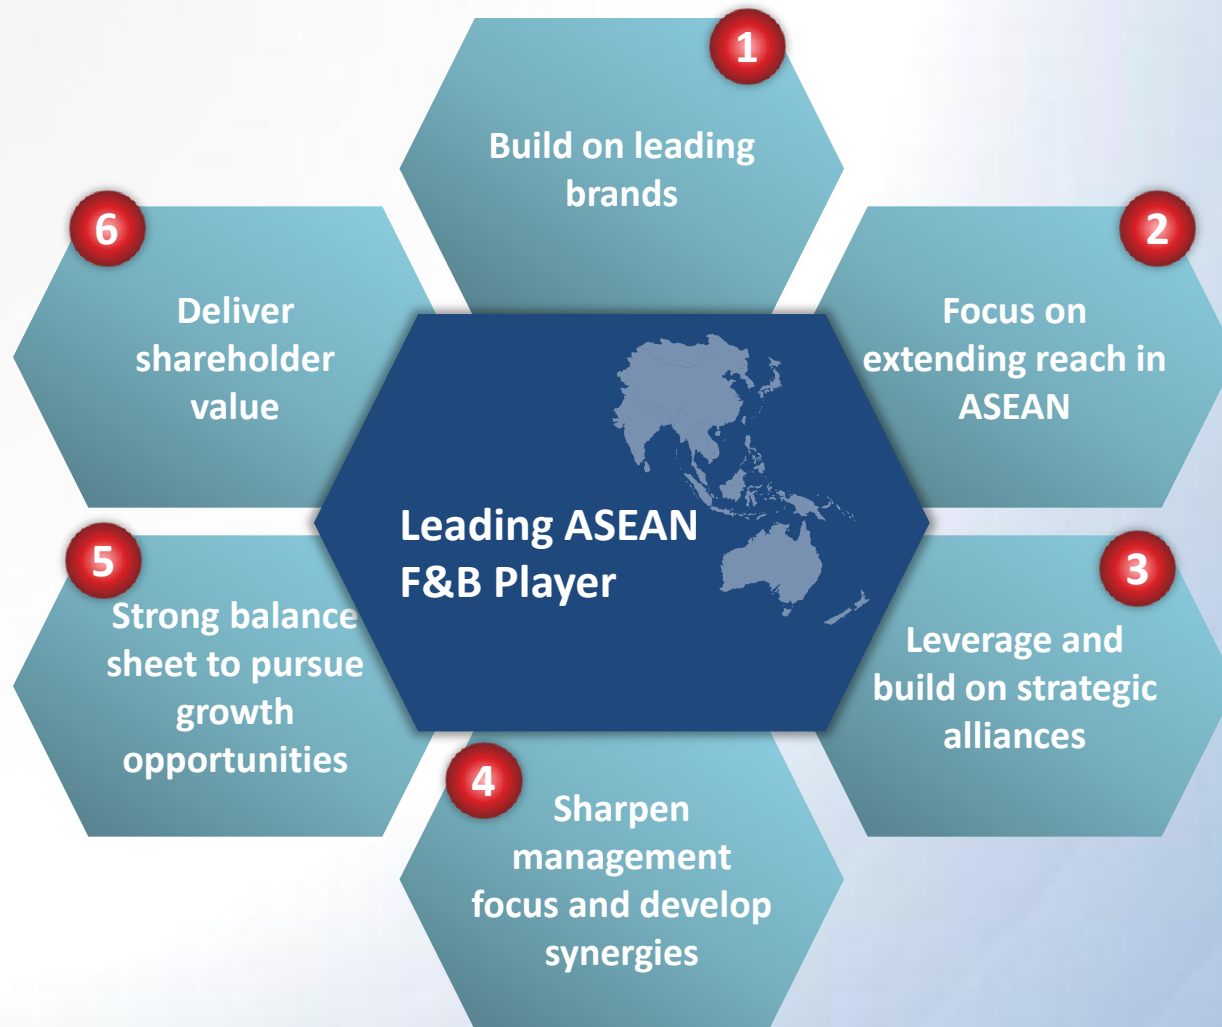 1
Build on leading
brands
2
Focus on
extending reach in
ASEAN
3
Leverage and
build on strategic
alliances
4
Sharpen
management
focus and develop
synergies
5
Strong balance
sheet to pursue
growth
opportunities
6
Deliver
shareholder
value
Leading ASEAN
F&B Player